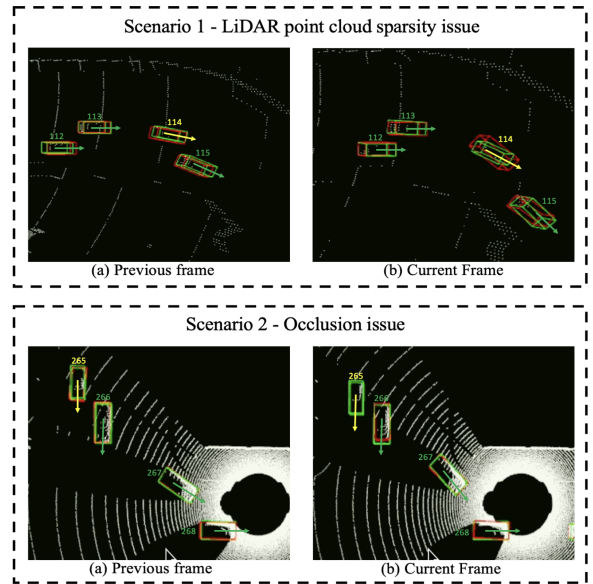 Scenario 1 - LiDAR point cloud sparsity issue
113
112
114
115
113
112
114
115
(a) Previous frame
(b) Current Frame
Scenario 2 - Occlusion issue
265
266
267
268
265
266
267
268
(a) Previous frame
(b) Current Frame